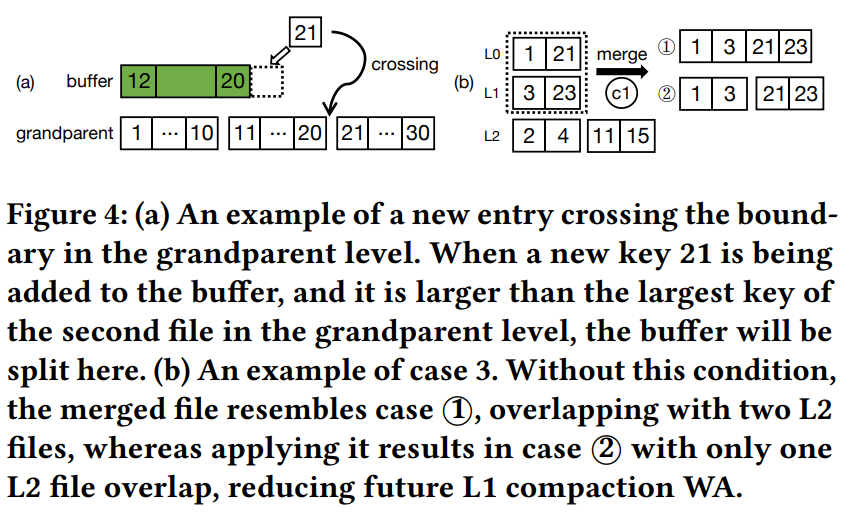 21
(a) buffer 12 20 crossing
grandparent 1 ... 10 11 ... 20 21 ... 30
(b) L0 1 21 merge ① 1 3 21 23
L1 3 23 c1 ② 1 3 21 23
L2 2 4 11 15
Figure 4: (a) An example of a new entry crossing the bound-
ary in the grandparent level. When a new key 21 is being
added to the buffer, and it is larger than the largest key of
the second file in the grandparent level, the buffer will be
split here. (b) An example of case 3. Without this condition,
the merged file resembles case ①, overlapping with two L2
files, whereas applying it results in case ② with only one
L2 file overlap, reducing future L1 compaction WA.